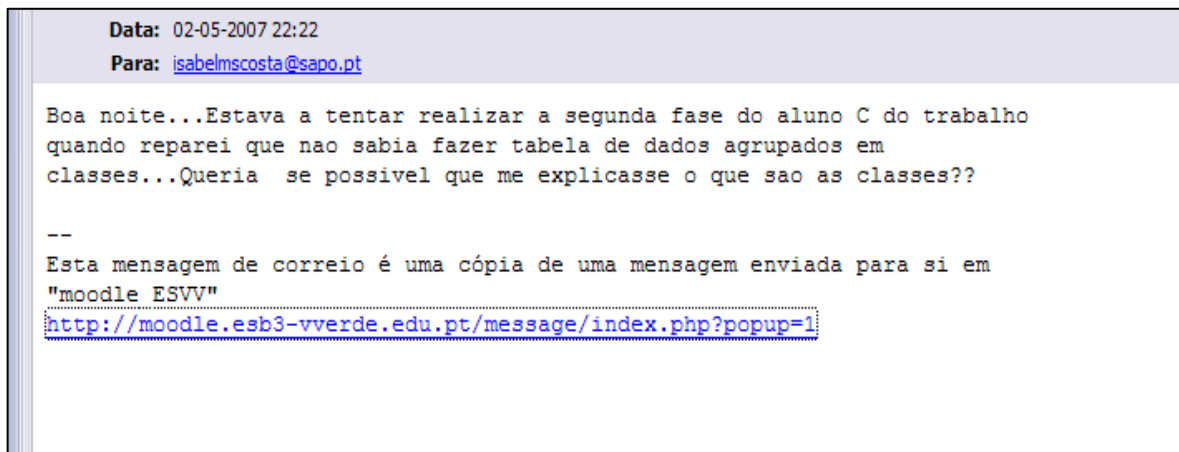 Data: 02-05-2007 22:22
Para: isabelmscosta@sapo.pt
Boa noite...Estava a tentar realizar a segunda fase do aluno C do trabalho
quando reparei que nao sabia fazer tabela de dados agrupados em
classes...Queria  se possivel que me explicasse o que sao as classes??
--
Esta mensagem de correio é uma cópia de uma mensagem enviada para si em
"moodle ESVV"
http://moodle.esb3-vverde.edu.pt/message/index.php?popup=1